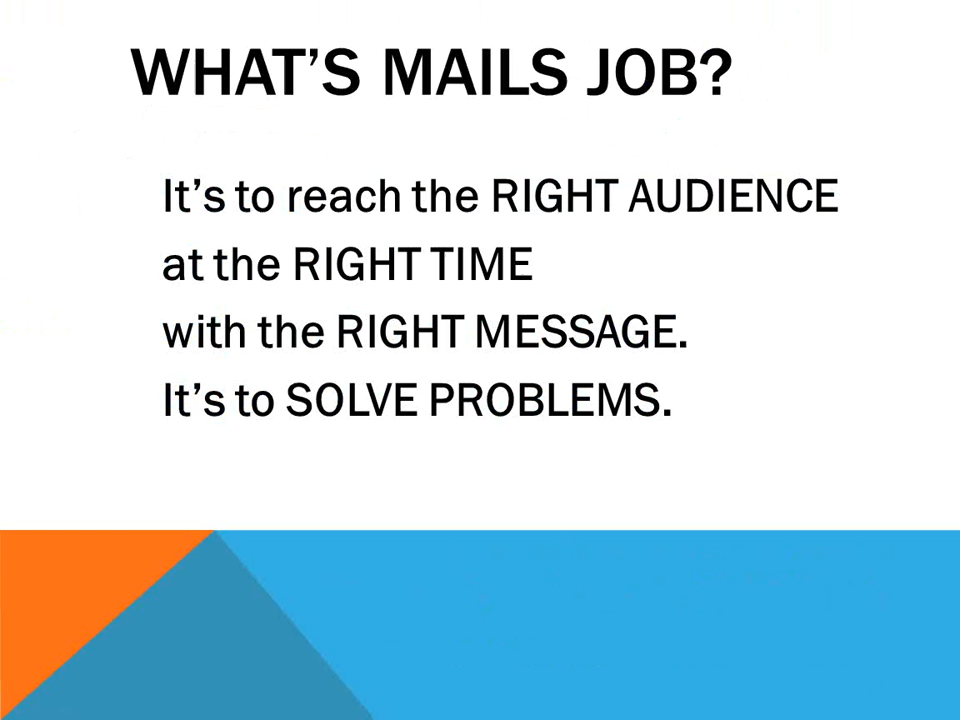 WHAT’S MAILS JOB?
It’s to reach the RIGHT AUDIENCE
at the RIGHT TIME
with the RIGHT MESSAGE.
It’s to SOLVE PROBLEMS.